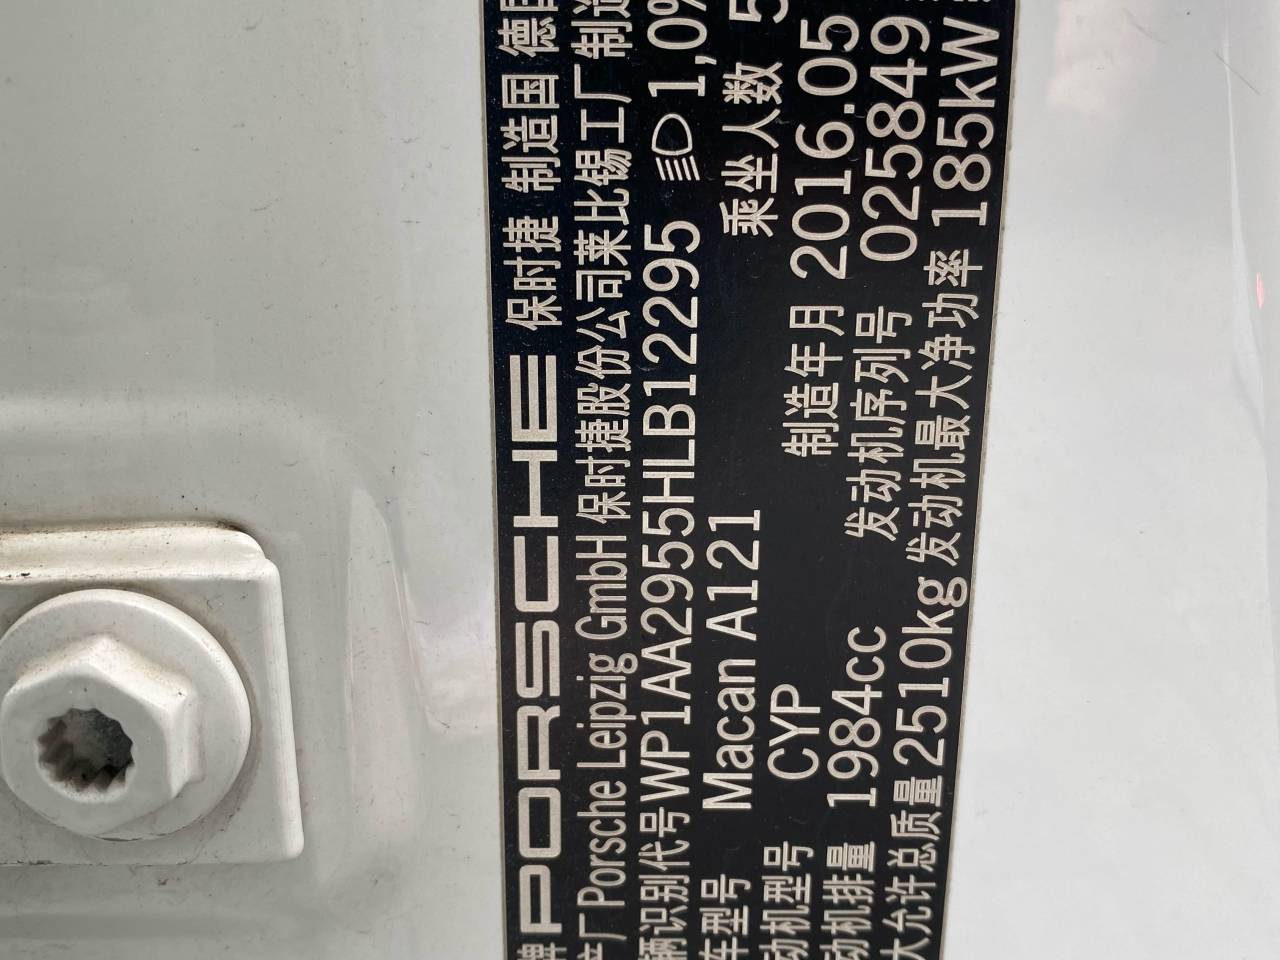 牌 PORSCHE 保时捷 制造国 德国
产厂 Porsche Leipzig GmbH 保时捷股份公司莱比锡工厂 制造
辆识别代号 WP1AA2955HLB12295 1,0%
车型号 Macan A121 乘坐人数 5
动机型号 CYP 制造年月 2016.05
动机排量 1984cc 发动机序列号 025849
大允许总质量 2510kg 发动机最大净功率 185kW